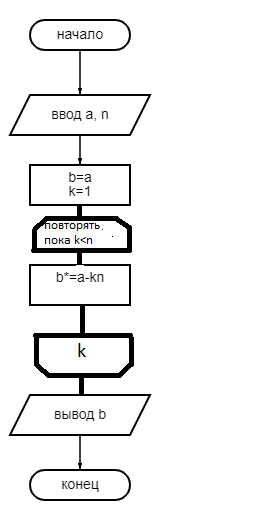 начало
ввод a, n
b=a
k=1
повторять
пока k<n
b*=a-kn
k
вывод b
конец